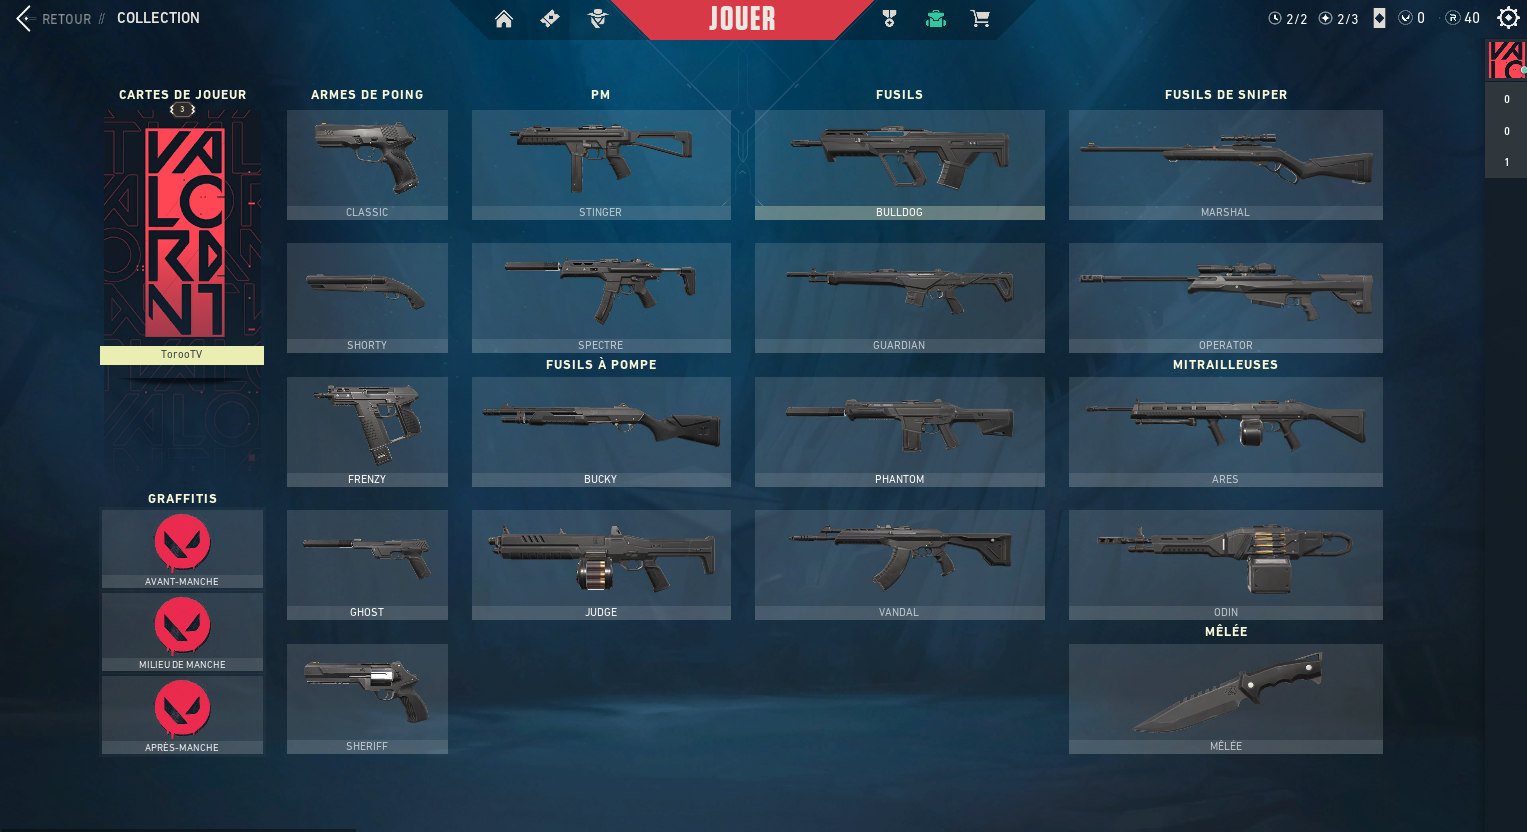 RETOUR // COLLECTION
JOUER
2/2 2/3 0 40
CARTES DE JOUEUR
3
VALORANT
TorooTV
GRAFFITIS
AVANT-MANCHE
MILIEU DE MANCHE
APRÈS-MANCHE
ARMES DE POING
CLASSIC
SHORTY
FRENZY
GHOST
SHERIFF
PM
STINGER
SPECTRE
FUSILS À POMPE
BUCKY
JUDGE
FUSILS
BULLDOG
GUARDIAN
PHANTOM
VANDAL
FUSILS DE SNIPER
MARSHAL
OPERATOR
MITRAILLEUSES
ARES
ODIN
MÊLÉE
MÊLÉE
0
0
1